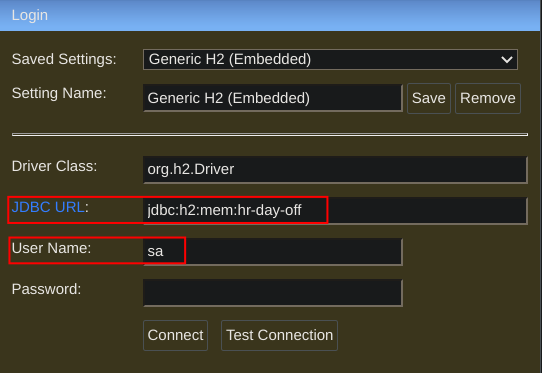 Login
Saved Settings: Generic H2 (Embedded)
Setting Name: Generic H2 (Embedded) Save Remove
Driver Class: org.h2.Driver
JDBC URL: jdbc:h2:mem:hr-day-off
User Name: sa
Password:
Connect Test Connection